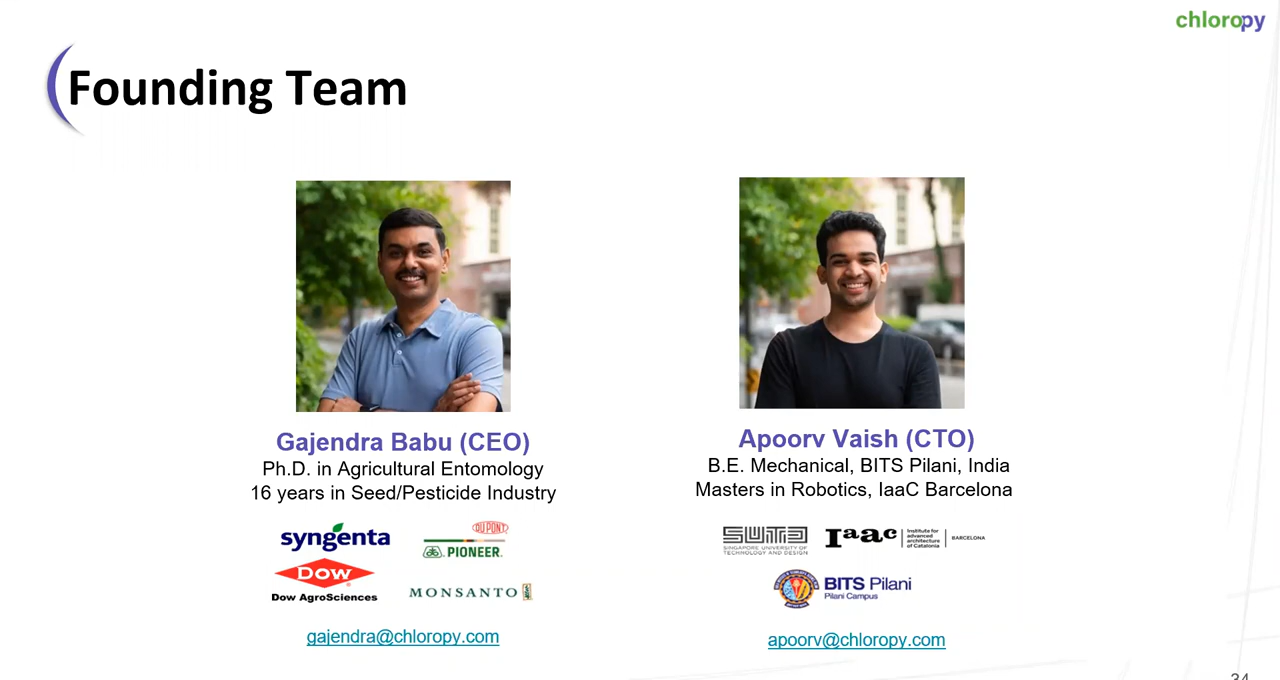 chloropy
Founding Team
Gajendra Babu (CEO)
Ph.D. in Agricultural Entomology
16 years in Seed/Pesticide Industry
syngenta
DU PONT
PIONEER.
DOW
Dow AgroSciences
MONSANTO
gajendra@chloropy.com
Apoorv Vaish (CTO)
B.E. Mechanical, BITS Pilani, India
Masters in Robotics, IaaC Barcelona
SUTD
SINGAPORE UNIVERSITY OF
TECHNOLOGY AND DESIGN
Iaac
Institute for
advanced
architecture
of Catalonia
BARCELONA
BITS Pilani
Pilani Campus
apoorv@chloropy.com
34